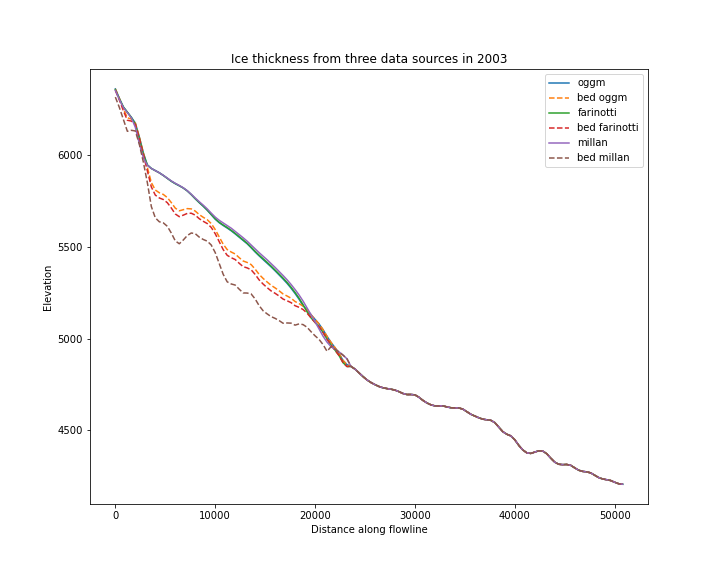 Ice thickness from three data sources in 2003
oggm
bed oggm
farinotti
bed farinotti
millan
bed millan
Elevation
6000
5500
5000
4500
0 10000 20000 30000 40000 50000
Distance along flowline